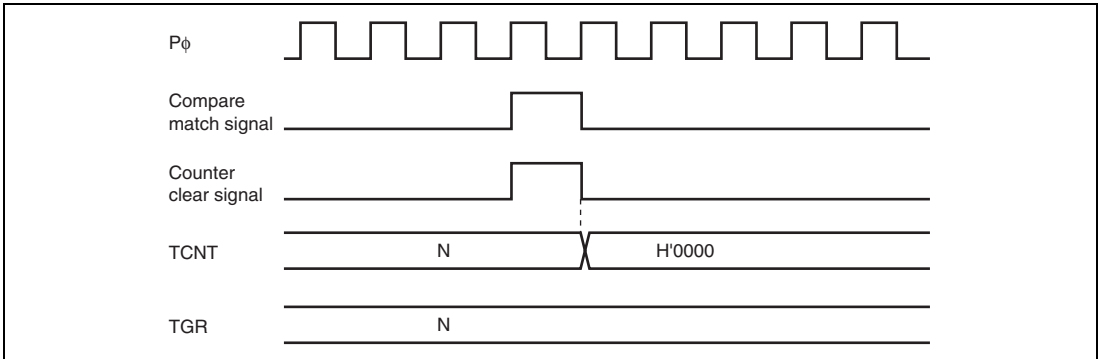 Pϕ
Compare
match signal
Counter
clear signal
TCNT
N
H'0000
TGR
N